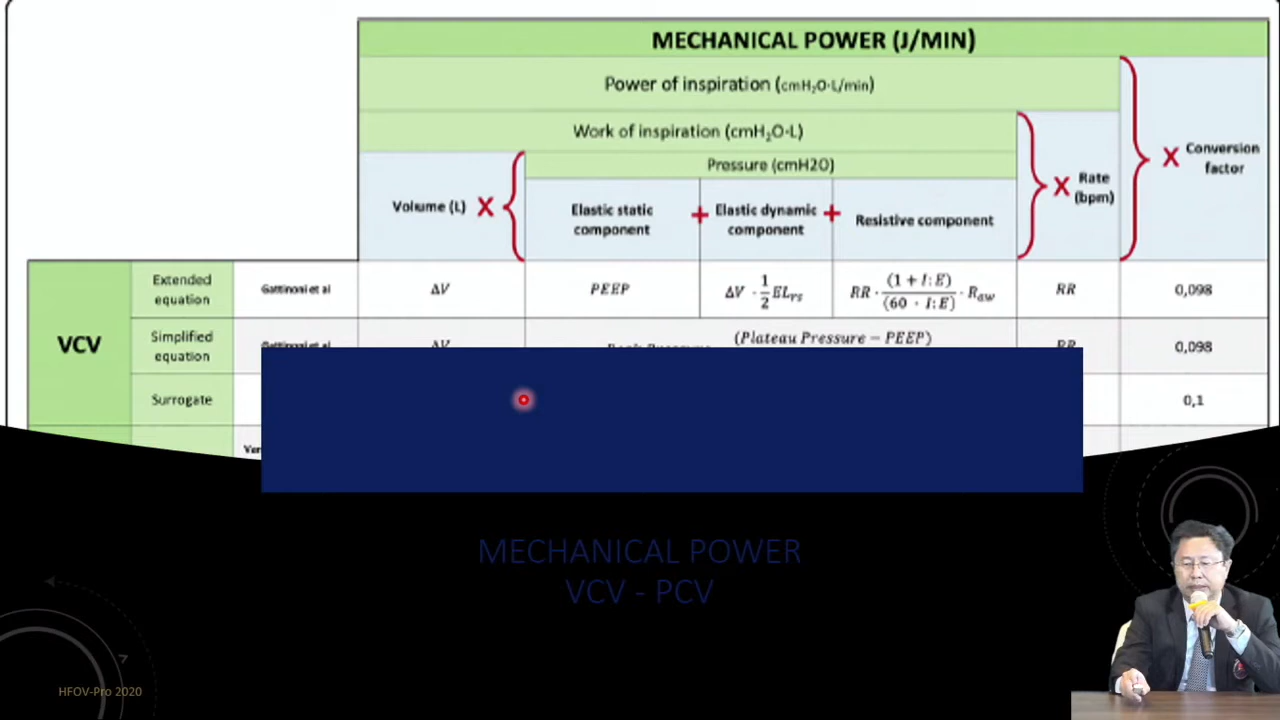 MECHANICAL POWER (J/MIN)
Power of inspiration (cmH₂O·L/min)
Work of inspiration (cmH₂O·L)
Pressure (cmH2O)
Volume (L) X
Elastic static component
+
Elastic dynamic component
+
Resistive component
X Rate (bpm)
X Conversion factor
VCV
Extended equation
Gattinoni et al
ΔV
PEEP
ΔV · 1/2 EL_rs
RR · (1 + I:E)/(60 · I:E) · R_aw
RR
0,098
Simplified equation
Gattinoni et al
ΔV
(Plateau Pressure − PEEP)
RR
0,098
Surrogate
0,1
MECHANICAL POWER
VCV - PCV
HFOV-Pro 2020